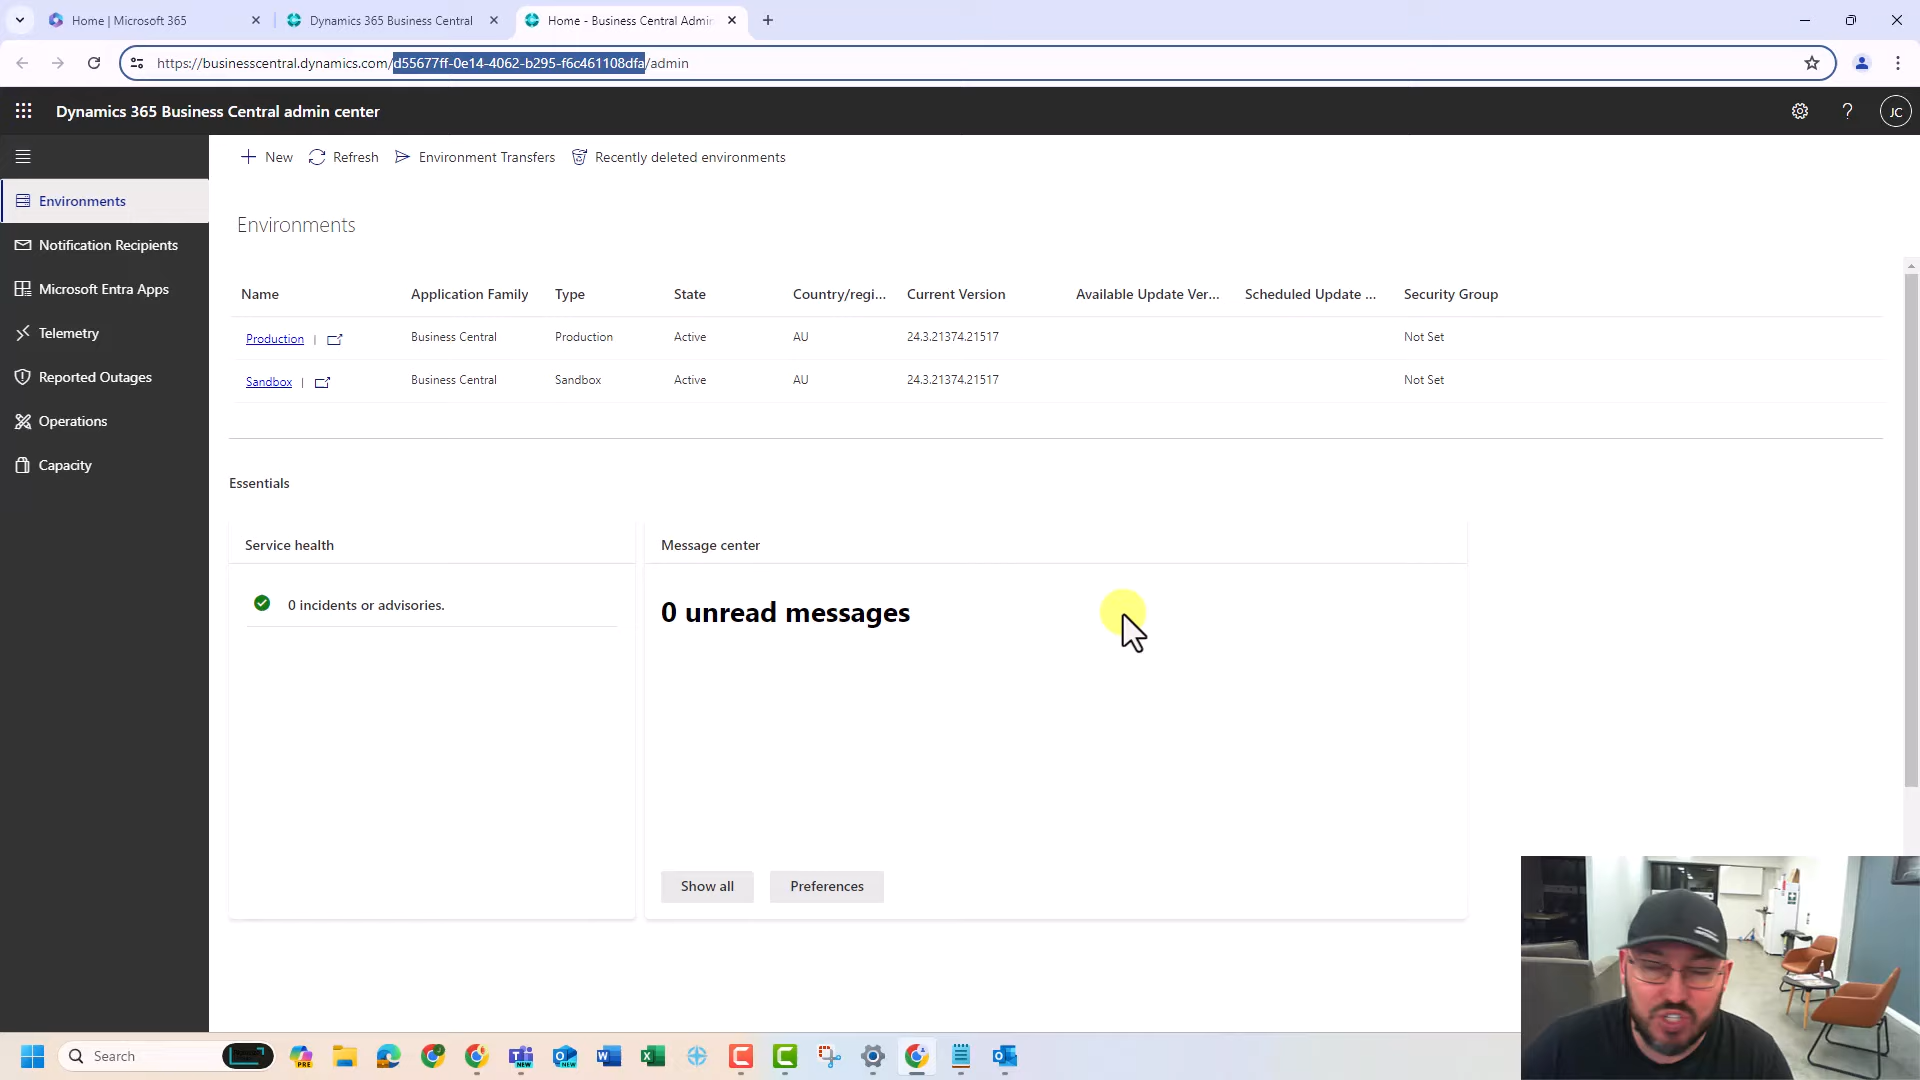 Home | Microsoft 365
Dynamics 365 Business Central
Home - Business Central Admin
https://businesscentral.dynamics.com/d55677ff-0e14-4062-b295-f6c461108dfa/admin
Dynamics 365 Business Central admin center
JC
New
Refresh
Environment Transfers
Recently deleted environments
Environments
Notification Recipients
Microsoft Entra Apps
Telemetry
Reported Outages
Operations
Capacity
Environments
Name Application Family Type State Country/regi... Current Version Available Update Ver... Scheduled Update ... Security Group
Production | Business Central Production Active AU 24.3.21374.21517 Not Set
Sandbox | Business Central Sandbox Active AU 24.3.21374.21517 Not Set
Essentials
Service health
0 incidents or advisories.
Message center
0 unread messages
Show all
Preferences
Search
PRE
NEW
NEW